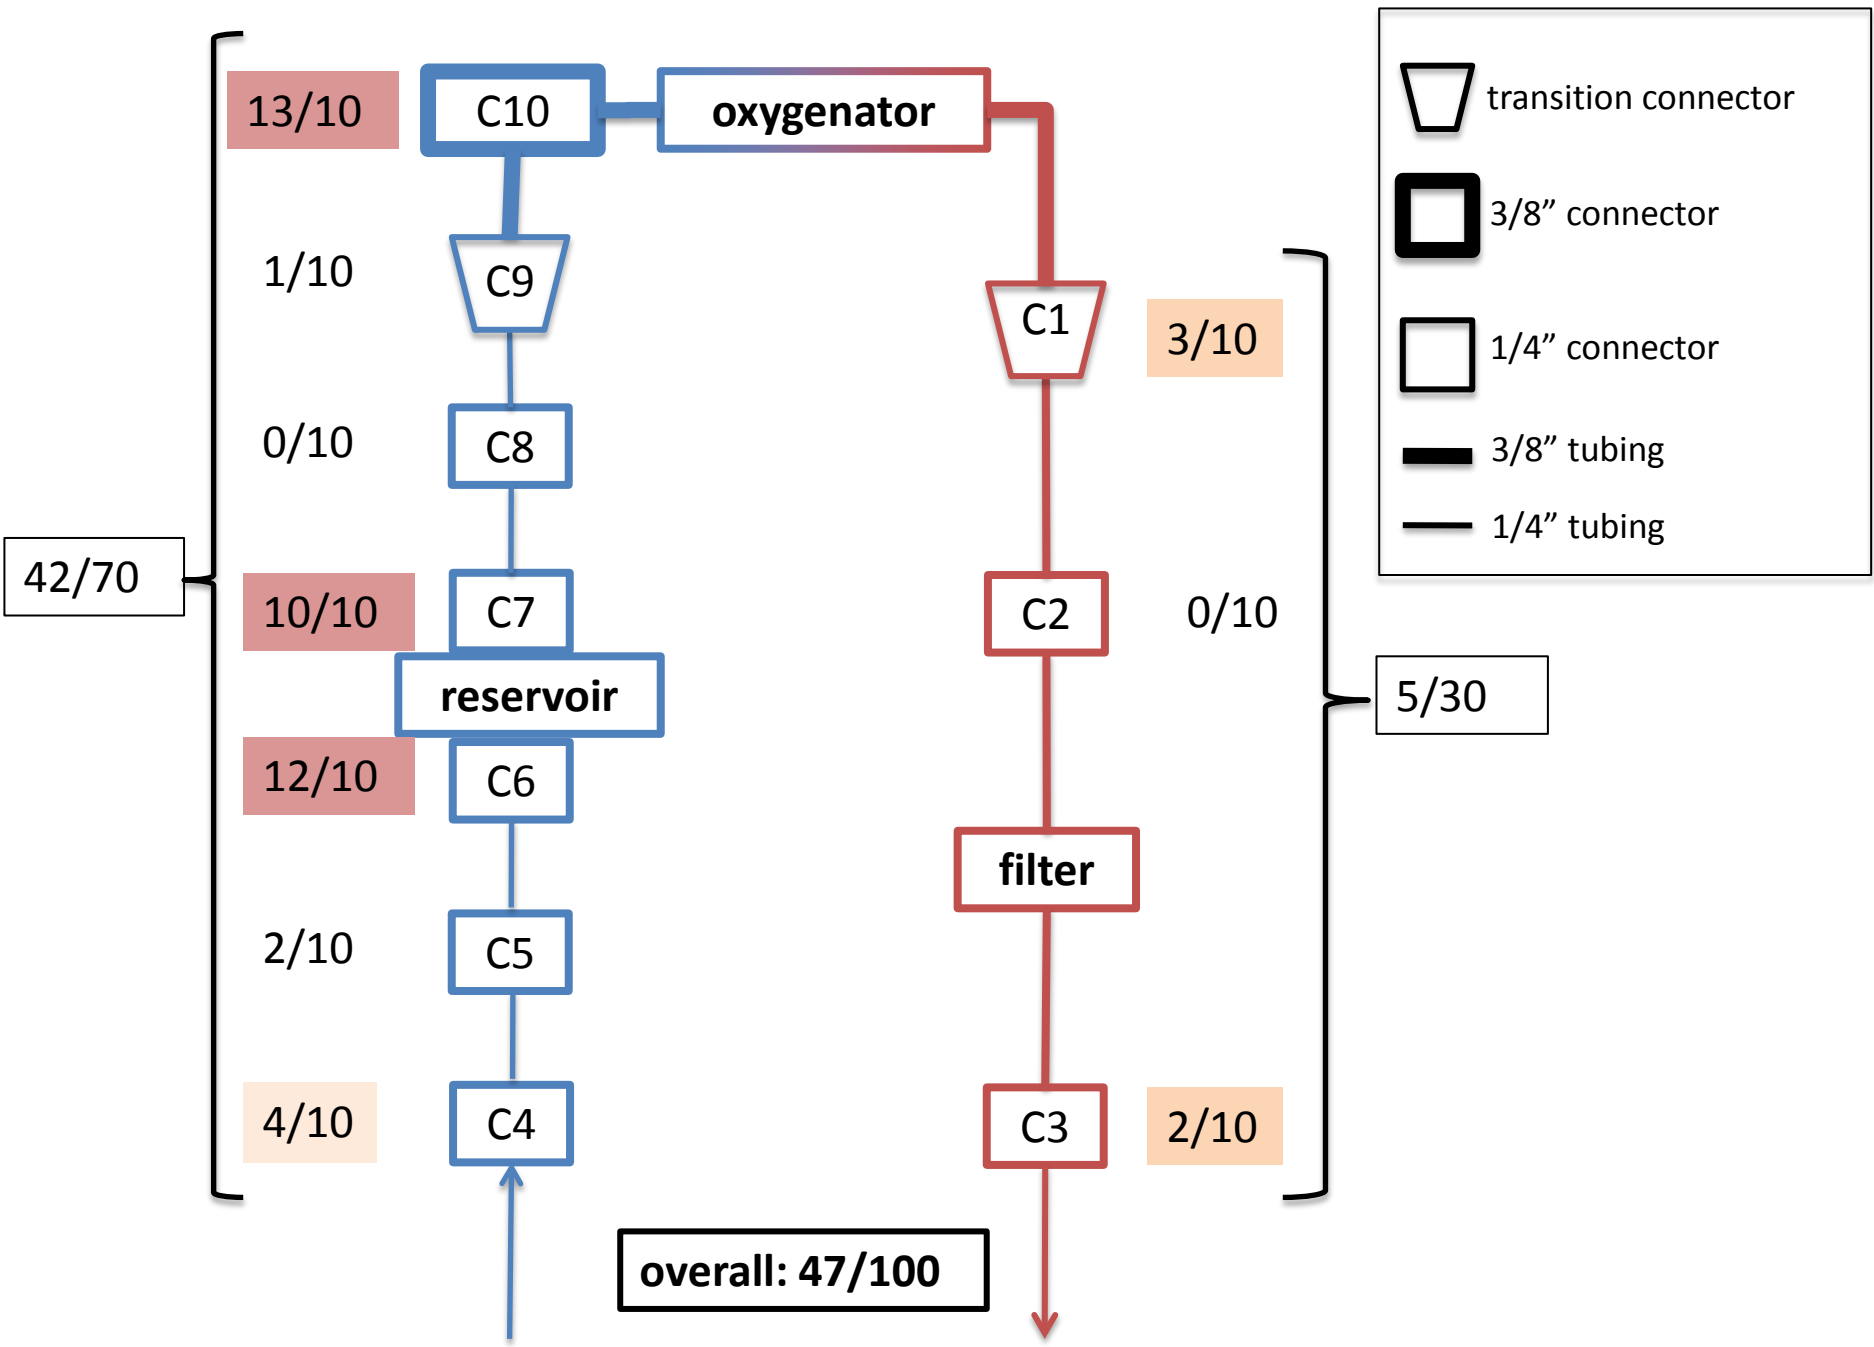 13/10
C10
oxygenator
transition connector
3/8” connector
1/4” connector
3/8” tubing
1/4” tubing
1/10
C9
C1
3/10
0/10
C8
42/70
10/10
C7
C2
0/10
reservoir
5/30
12/10
C6
filter
2/10
C5
4/10
C4
C3
2/10
overall: 47/100